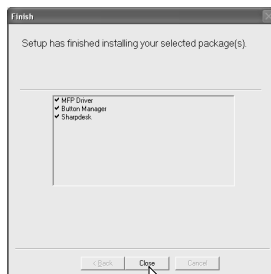 Finish
Setup has finished installing your selected package(s).
✔ MFP Driver
✔ Button Manager
✔ Sharpdesk
< Back
Close
Cancel